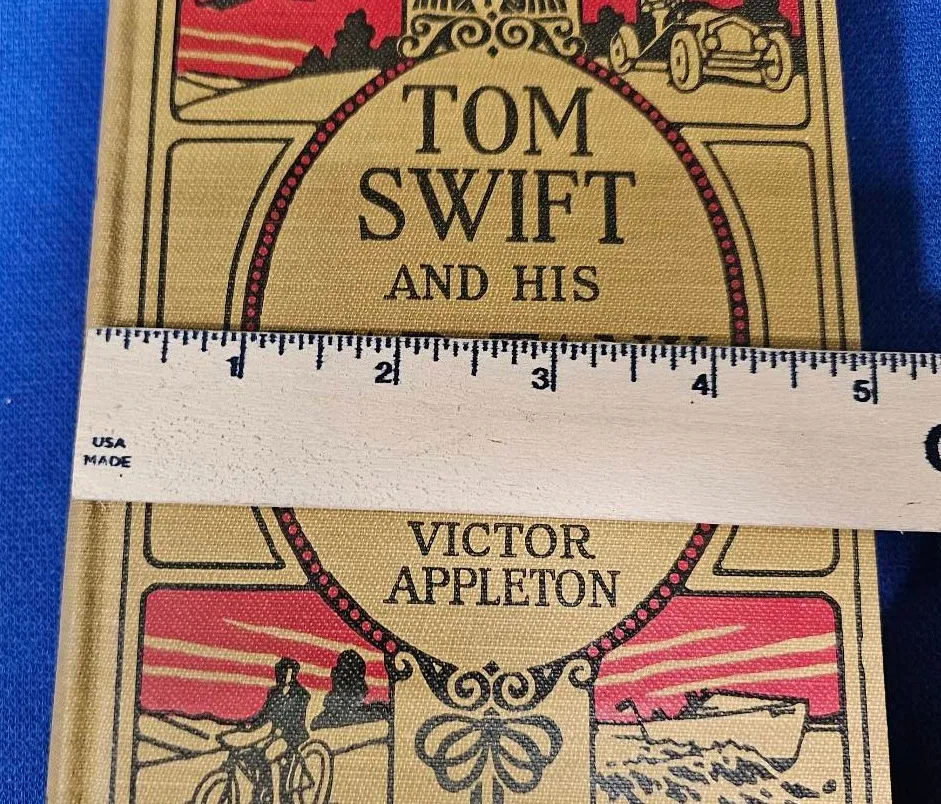 TOM
SWIFT
AND HIS
1 2 3 4 5
USA
MADE
VICTOR
APPLETON